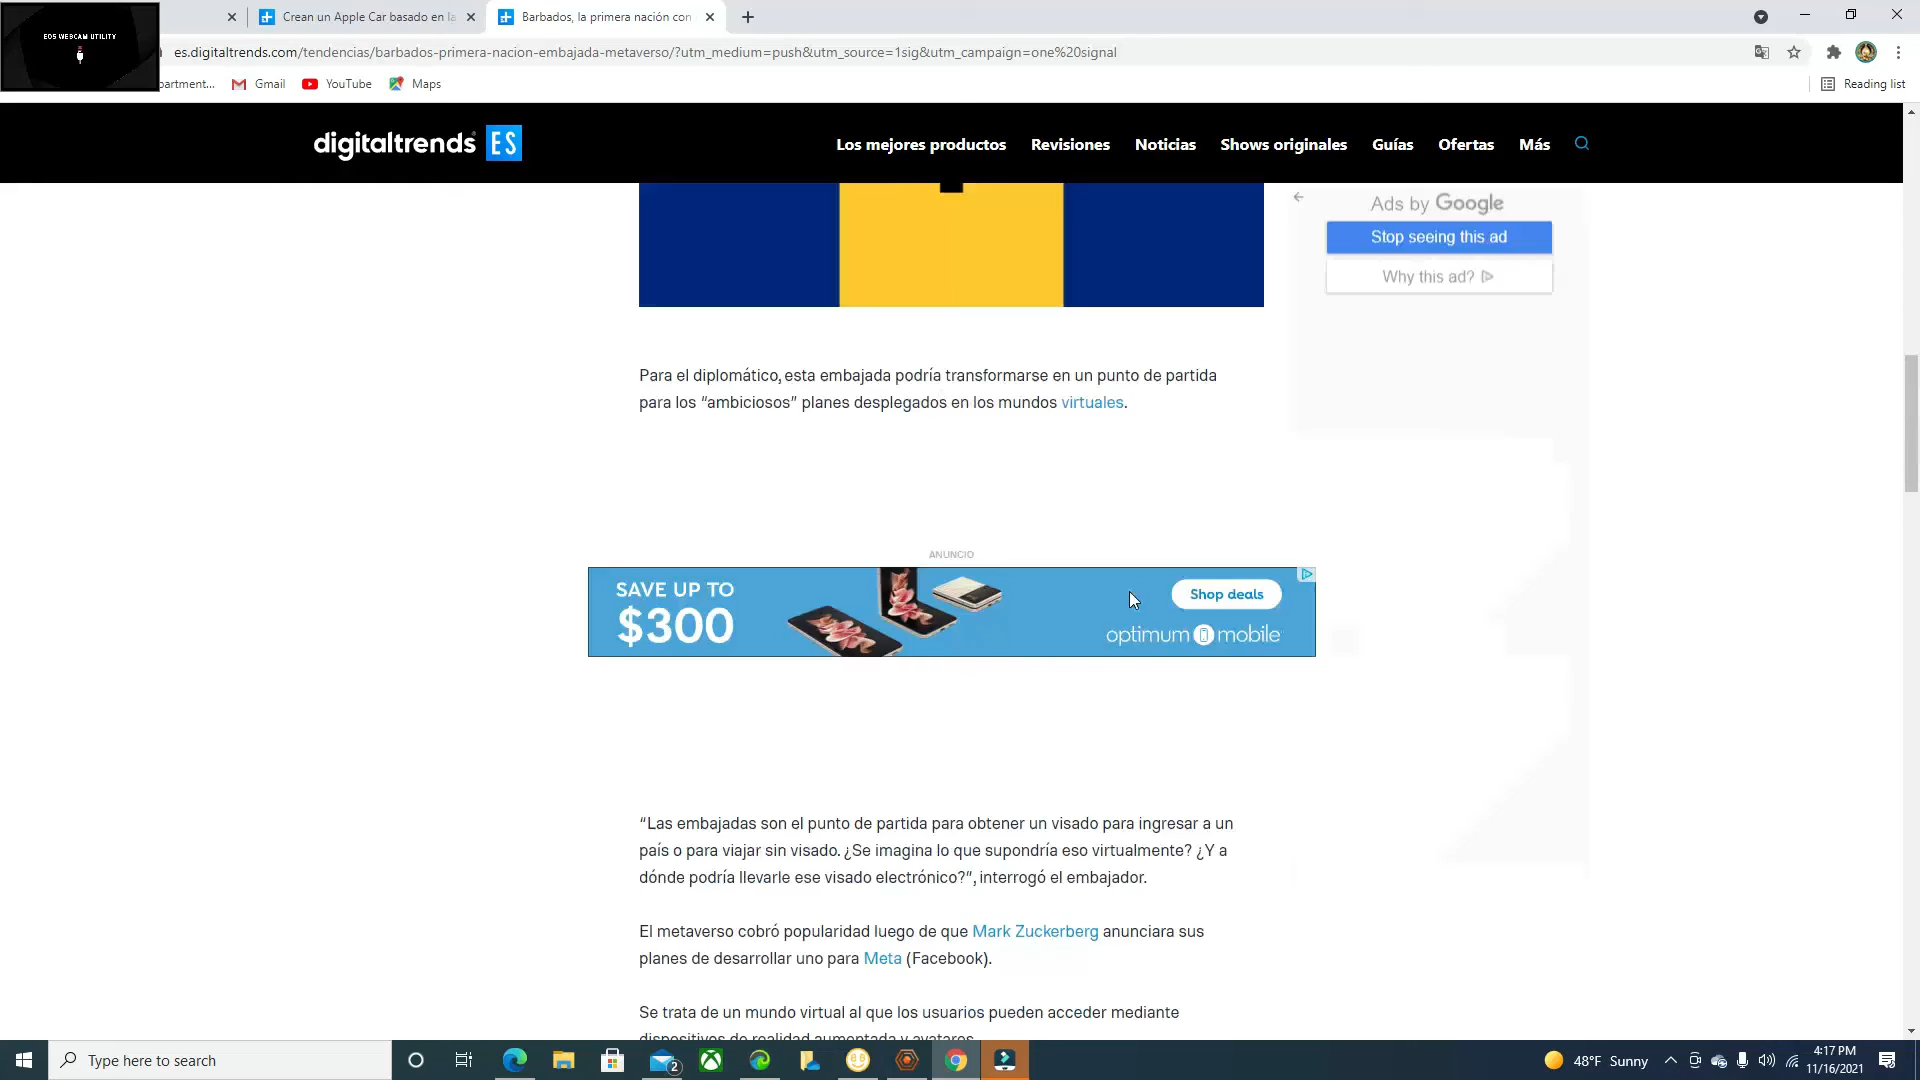 EOS WEBCAM UTILITY
Crean un Apple Car basado en la
Barbados, la primera nación con
es.digitaltrends.com/tendencias/barbados-primera-nacion-embajada-metaverso/?utm_medium=push&utm_source=1sig&utm_campaign=one%20signal
partment...
Gmail
YouTube
Maps
Reading list
digitaltrends ES
Los mejores productos
Revisiones
Noticias
Shows originales
Guías
Ofertas
Más
Ads by Google
Stop seeing this ad
Why this ad?
Para el diplomático, esta embajada podría transformarse en un punto de partida
para los “ambiciosos” planes desplegados en los mundos virtuales.
ANUNCIO
SAVE UP TO
$300
Shop deals
optimum mobile
“Las embajadas son el punto de partida para obtener un visado para ingresar a un
país o para viajar sin visado. ¿Se imagina lo que supondría eso virtualmente? ¿Y a
dónde podría llevarle ese visado electrónico?”, interrogó el embajador.
El metaverso cobró popularidad luego de que Mark Zuckerberg anunciara sus
planes de desarrollar uno para Meta (Facebook).
Se trata de un mundo virtual al que los usuarios pueden acceder mediante
dispositivos de realidad aumentada y avatares.
Type here to search
2
48°F Sunny
4:17 PM
11/16/2021